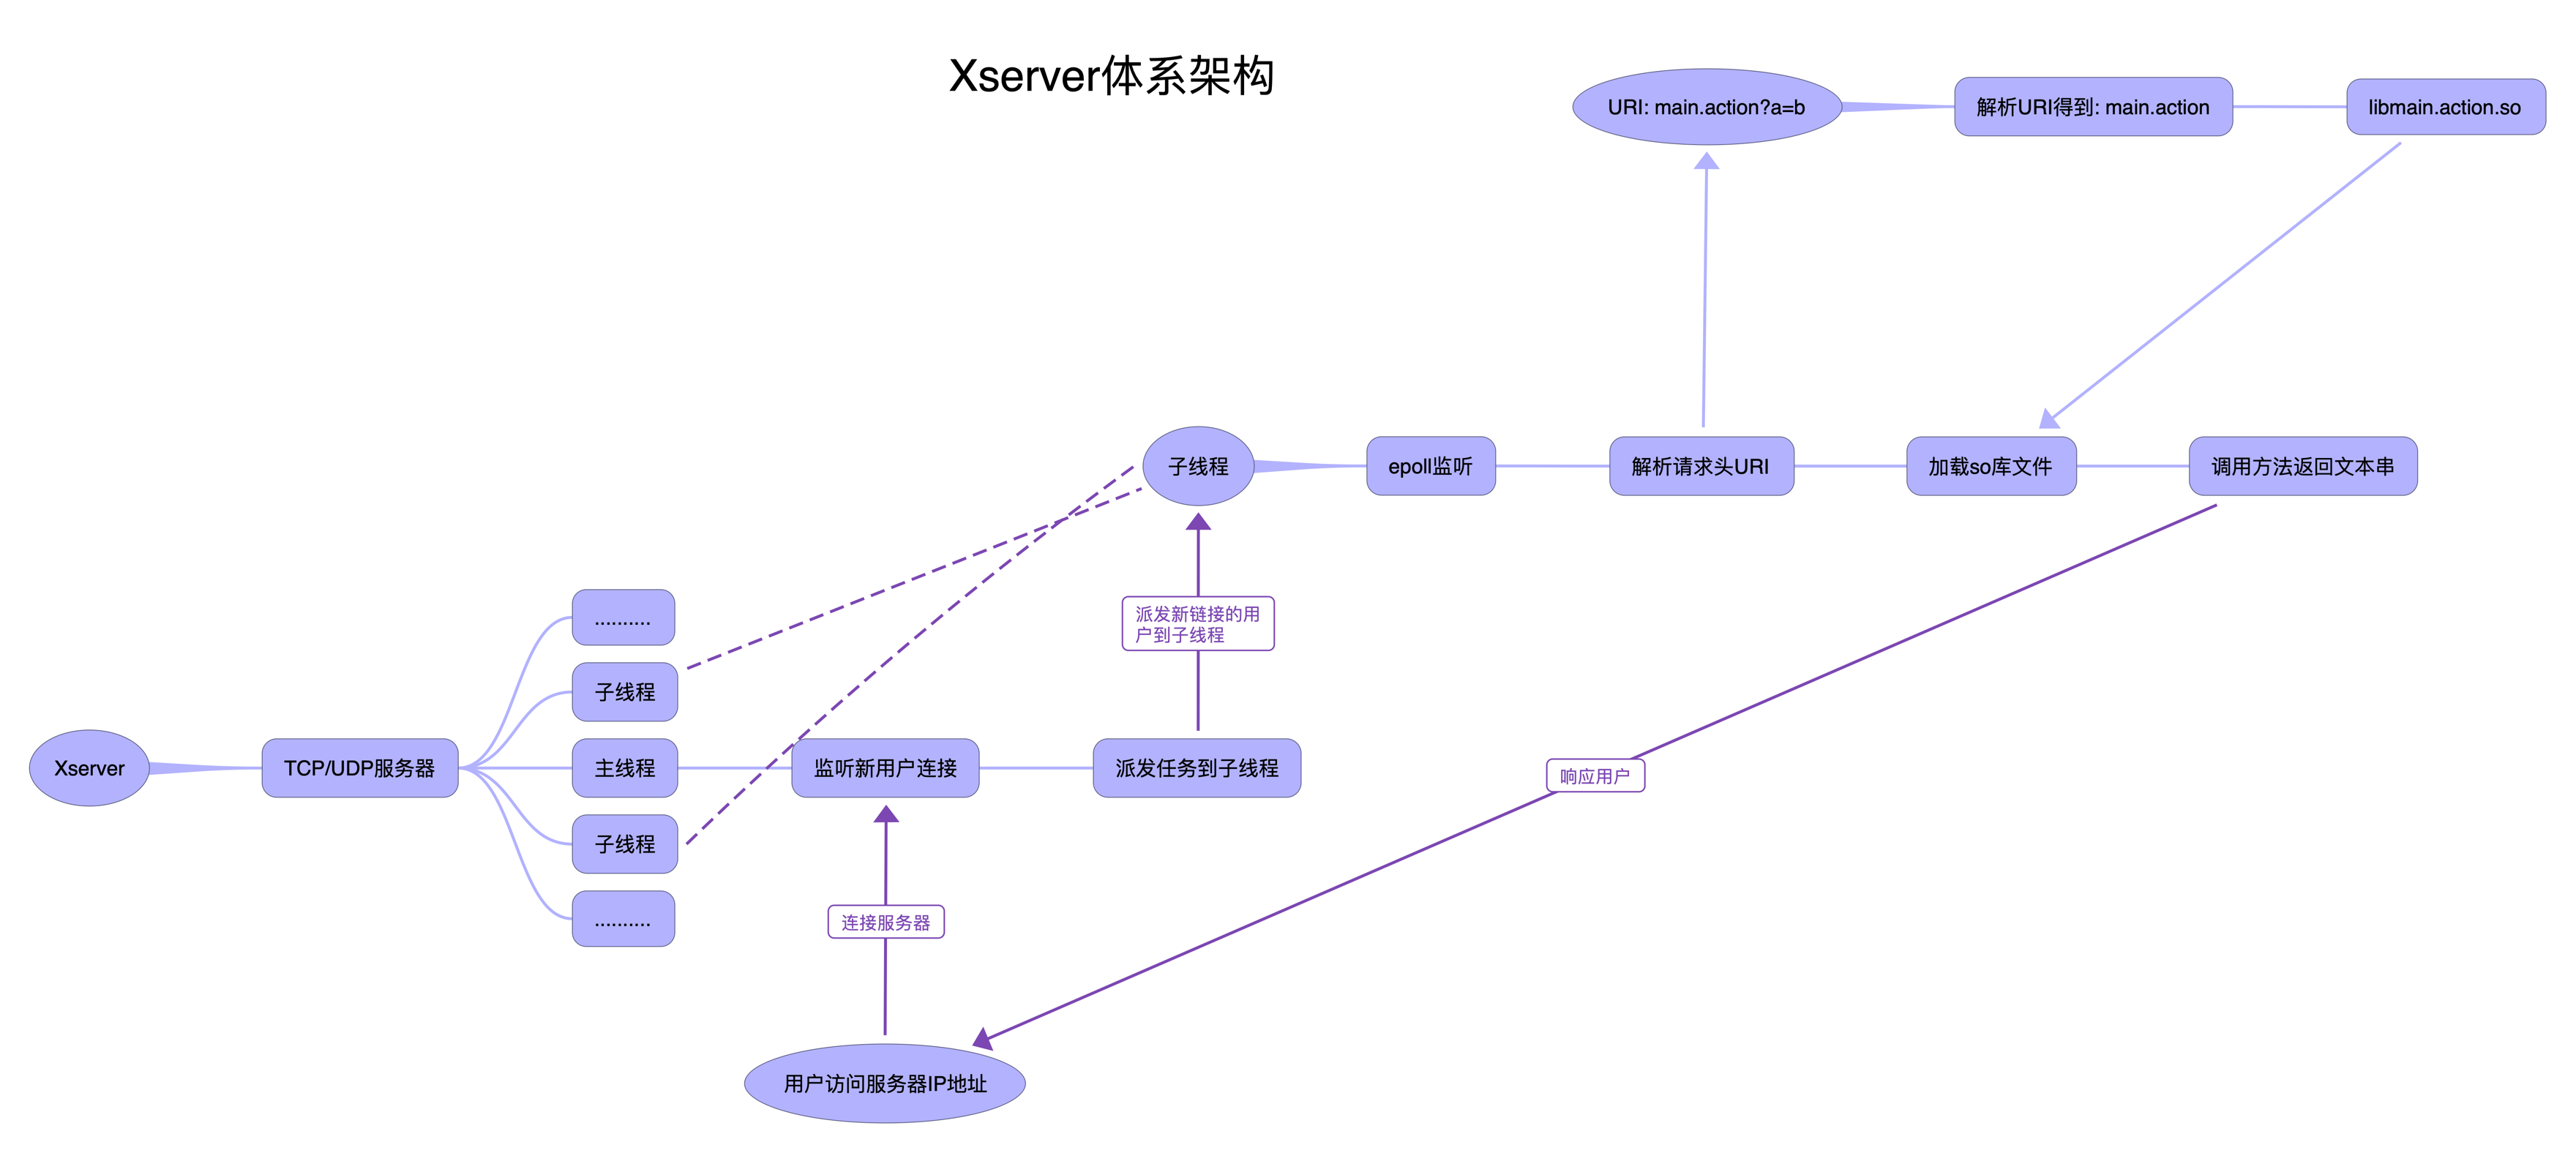 Xserver体系架构
URI: main.action?a=b
解析URI得到: main.action
libmain.action.so
子线程
epoll监听
解析请求头URI
加载so库文件
调用方法返回文本串
派发新链接的用
户到子线程
..........
子线程
Xserver
TCP/UDP服务器
主线程
监听新用户连接
派发任务到子线程
响应用户
子线程
..........
连接服务器
用户访问服务器IP地址